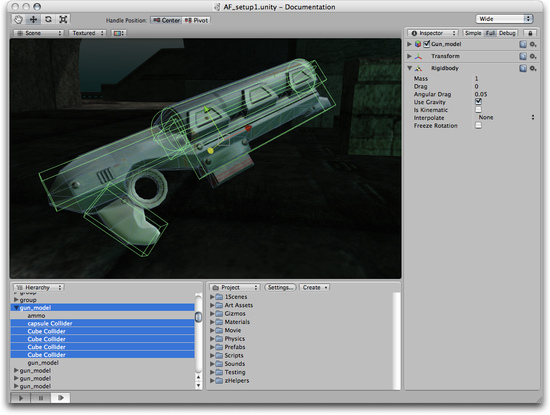 AF_setup1.unity – Documentation
Handle Position: Center Pivot
Wide
Scene Textured
Inspector Simple Full Debug
Gun_model
Transform
Rigidbody
Mass 1
Drag 0
Angular Drag 0.05
Use Gravity
Is Kinematic
Interpolate None
Freeze Rotation
Hierarchy
group
group
gun_model
ammo
capsule Collider
Cube Collider
Cube Collider
Cube Collider
Cube Collider
gun_model
gun_model
gun_model
gun_model
Project Settings... Create
1Scenes
Art Assets
Gizmos
Materials
Movie
Physics
Prefabs
Scripts
Sounds
Testing
zHelpers